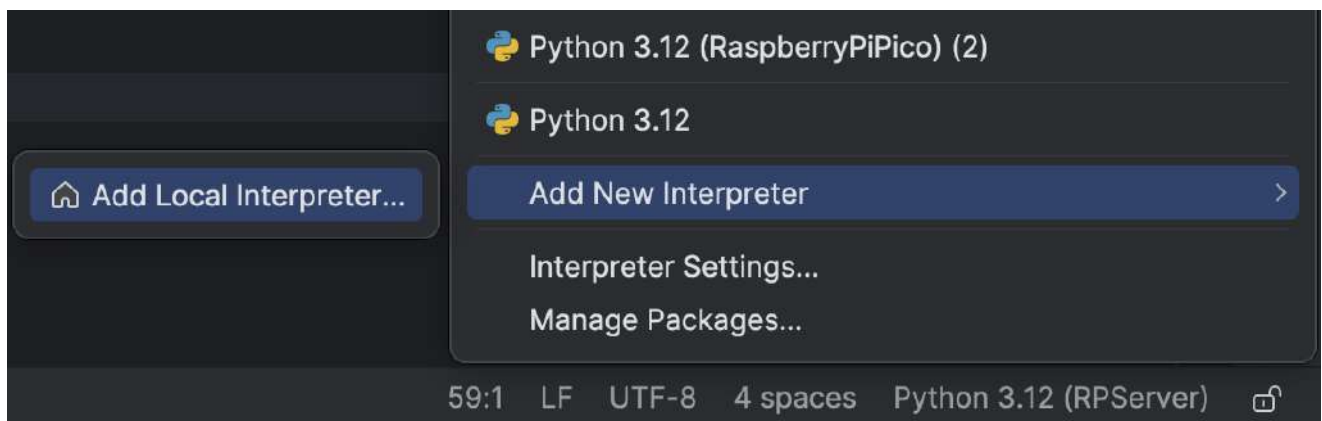 Python 3.12 (RaspberryPiPico) (2)
Python 3.12
Add Local Interpreter...
Add New Interpreter
Interpreter Settings...
Manage Packages...
59:1 LF UTF-8 4 spaces Python 3.12 (RPServer)